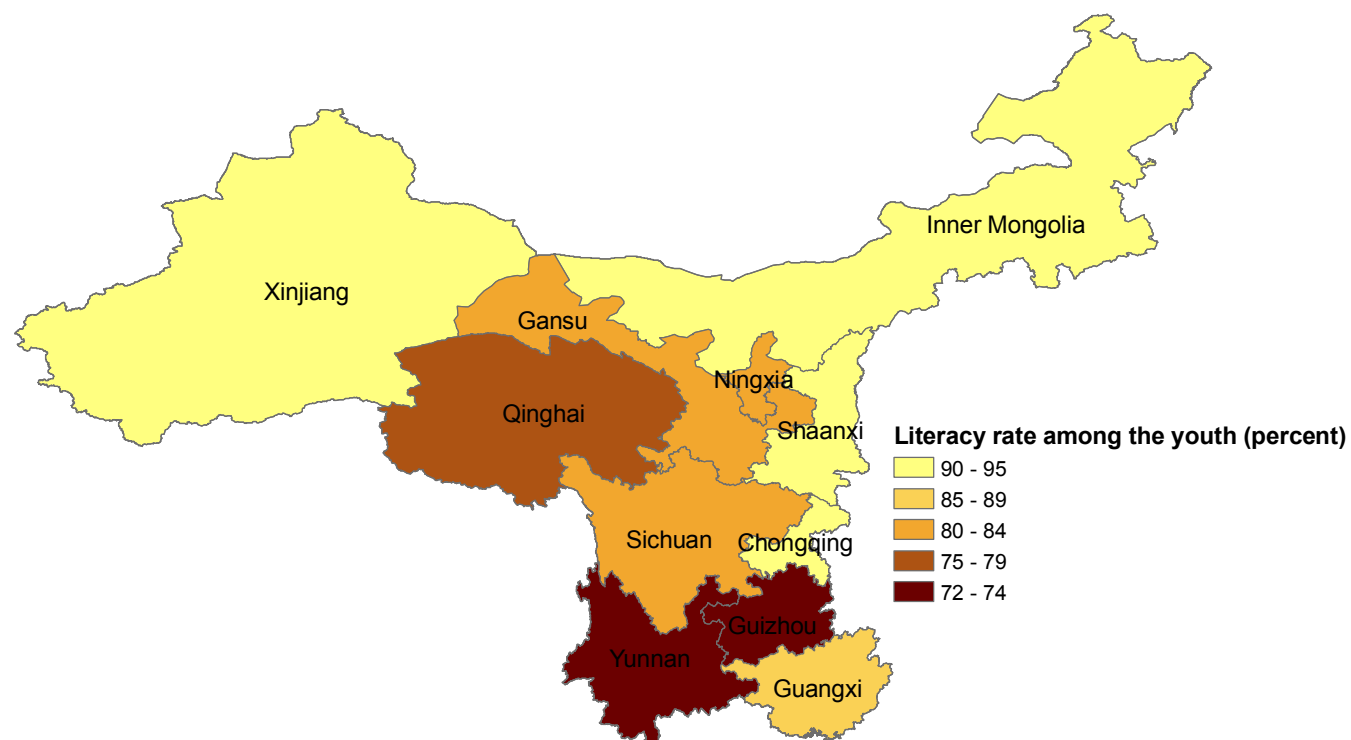 Inner Mongolia
Xinjiang
Gansu
Ningxia
Qinghai
Shaanxi
Literacy rate among the youth (percent)
90 - 95
85 - 89
80 - 84
75 - 79
72 - 74
Sichuan
Chongqing
Guizhou
Yunnan
Guangxi